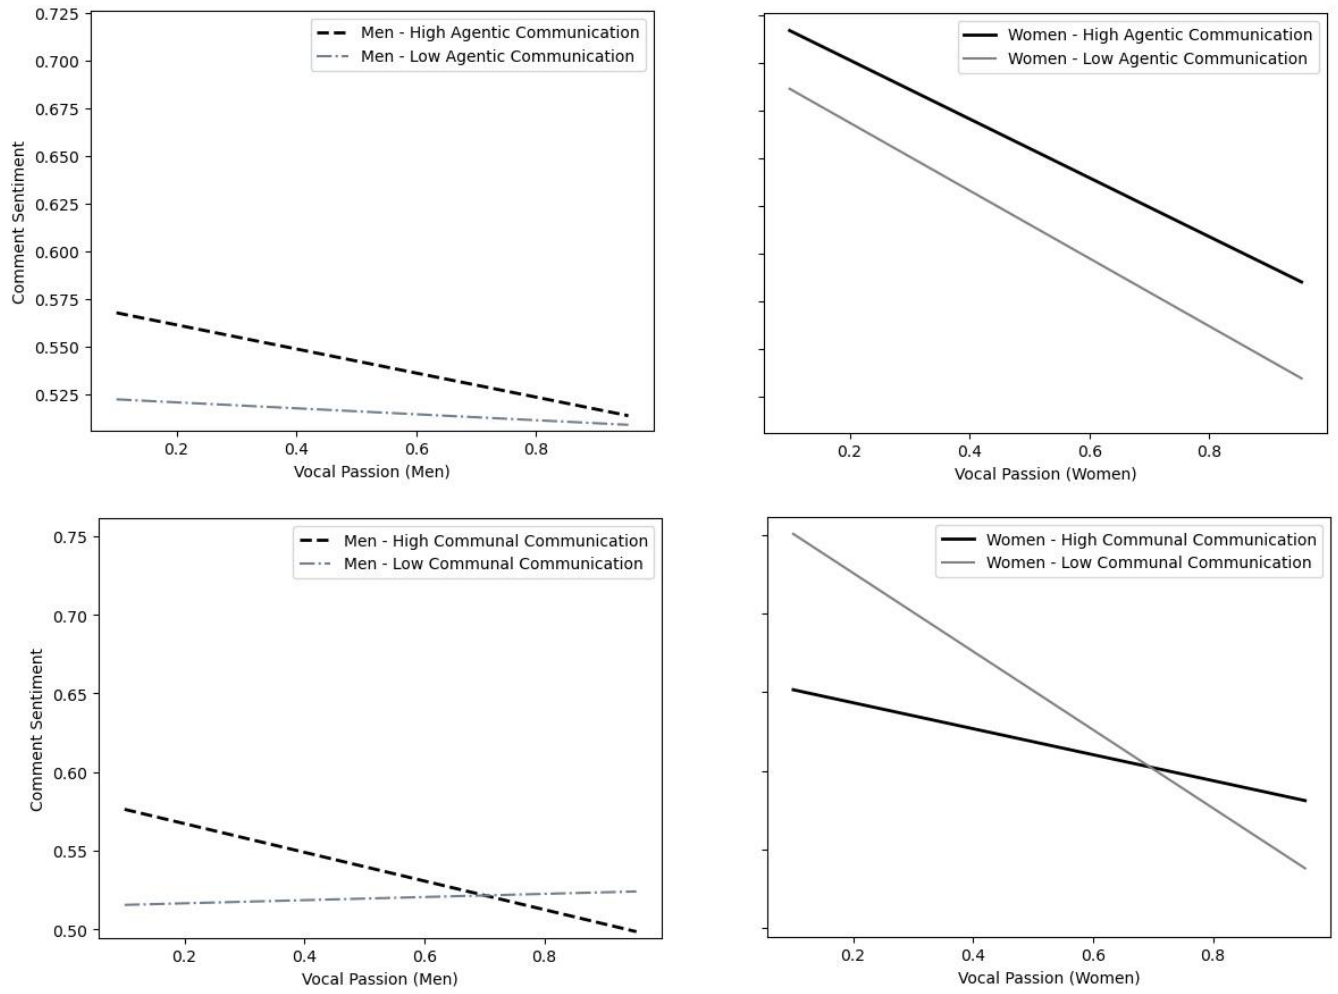 Men - High Agentic Communication
Men - Low Agentic Communication
Comment Sentiment
0.725
0.700
0.675
0.650
0.625
0.600
0.575
0.550
0.525
0.2 0.4 0.6 0.8
Vocal Passion (Men)
Women - High Agentic Communication
Women - Low Agentic Communication
0.2 0.4 0.6 0.8
Vocal Passion (Women)
Men - High Communal Communication
Men - Low Communal Communication
Comment Sentiment
0.75
0.70
0.65
0.60
0.55
0.50
0.2 0.4 0.6 0.8
Vocal Passion (Men)
Women - High Communal Communication
Women - Low Communal Communication
0.2 0.4 0.6 0.8
Vocal Passion (Women)